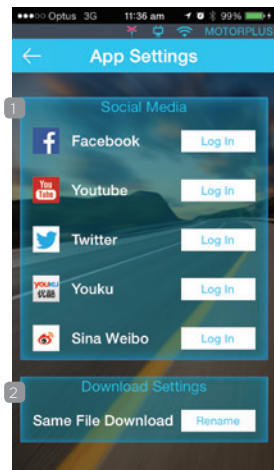 Optus 3G 11:36 am 99%
MOTORPLUS
App Settings
1
Social Media
Facebook Log In
You Tube Youtube Log In
Twitter Log In
YOUKU 优酷 Youku Log In
Sina Weibo Log In
2
Download Settings
Same File Download Rename